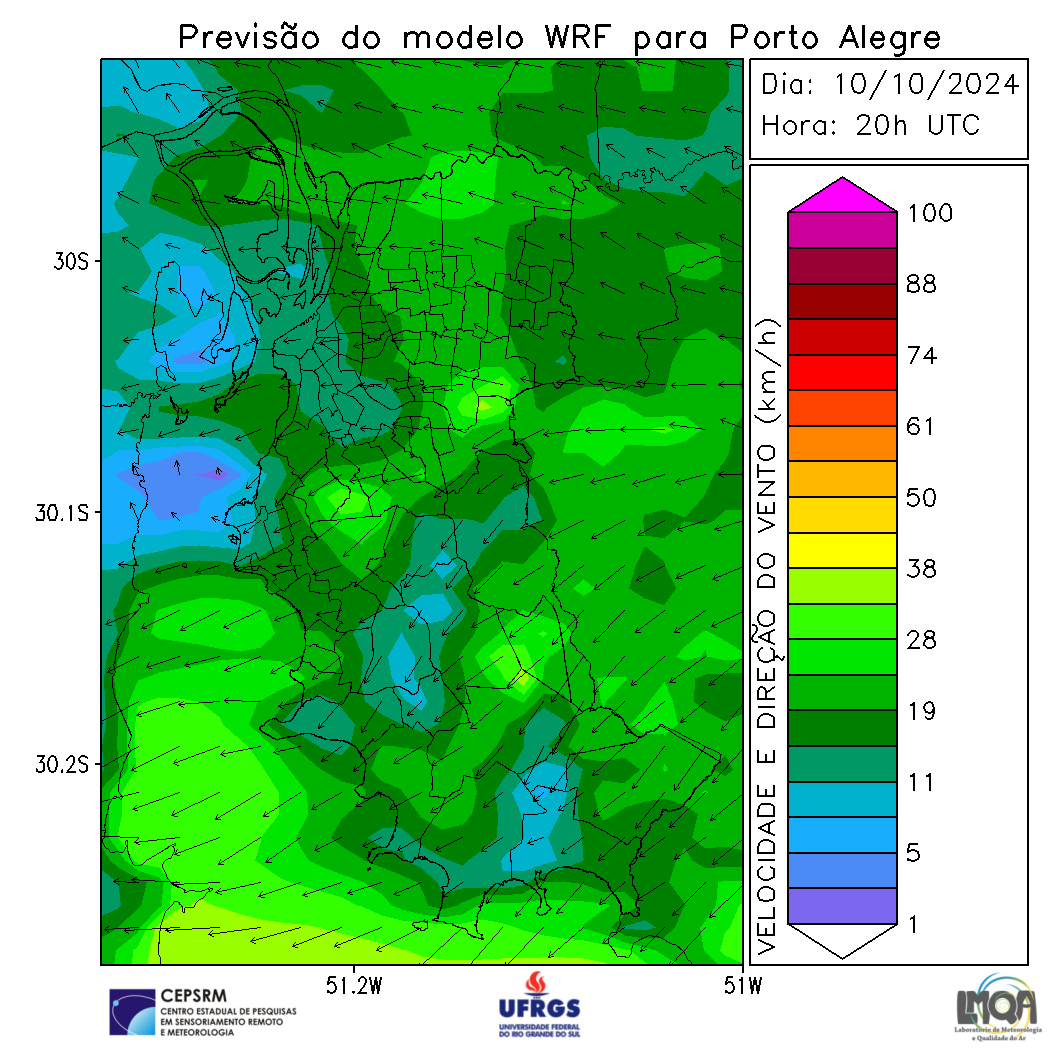 Previsão do modelo WRF para Porto Alegre
Dia: 10/10/2024
Hora: 20h UTC
30S
30.1S
30.2S
51.2W
51W
VELOCIDADE E DIREÇÃO DO VENTO (km/h)
100
88
74
61
50
38
28
19
11
5
1
CEPSRM
CENTRO ESTADUAL DE PESQUISAS
EM SENSORIAMENTO REMOTO
E METEOROLOGIA
UFRGS
UNIVERSIDADE FEDERAL
DO RIO GRANDE DO SUL
LMQA
Laboratório de Meteorologia
e Qualidade do Ar